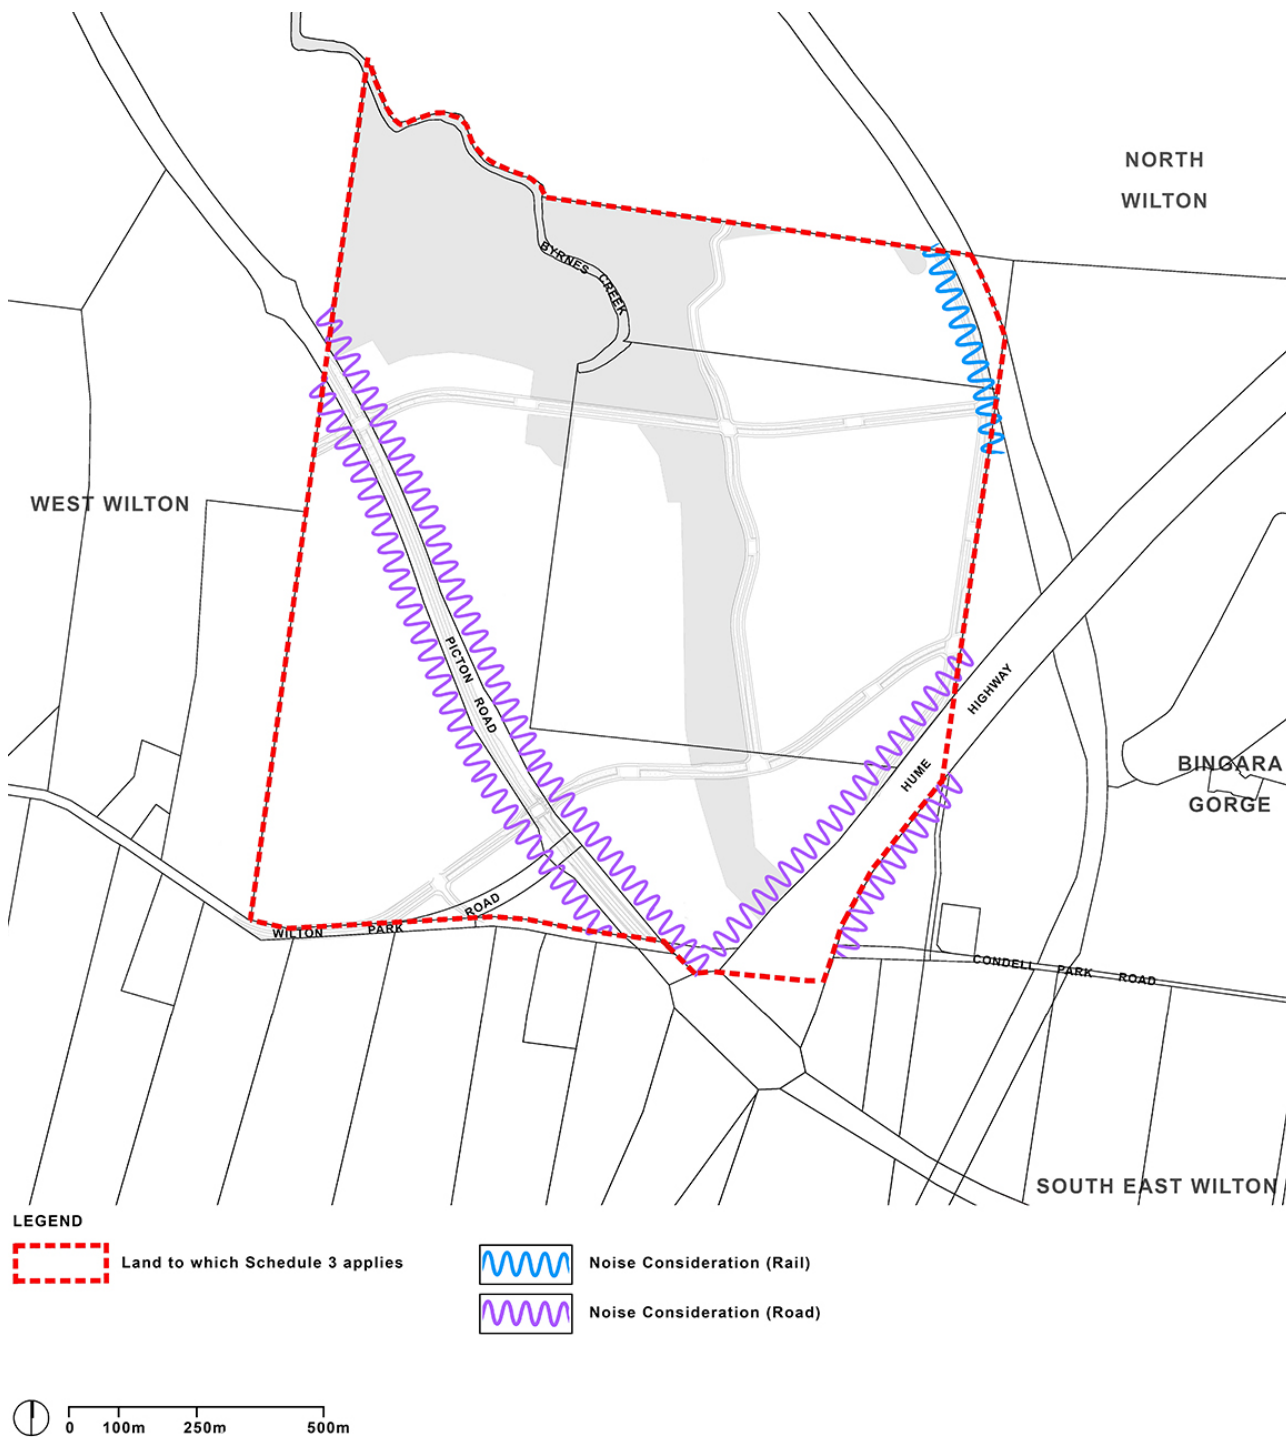 NORTH
WILTON
BYRNES CREEK
WEST WILTON
PICTON ROAD
HUME HIGHWAY
BINGARA
GORGE
WILTON PARK ROAD
CONDELL PARK ROAD
SOUTH EAST WILTON
LEGEND
Land to which Schedule 3 applies
Noise Consideration (Rail)
Noise Consideration (Road)
0 100m 250m 500m